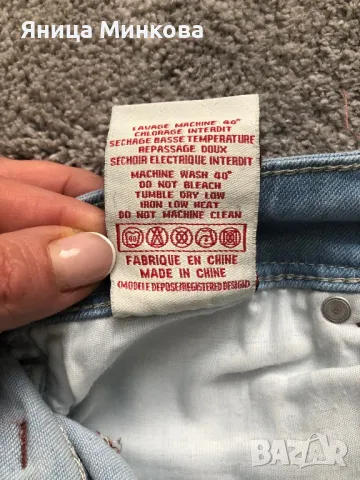 Яница Минкова
LAVAGE MACHINE 40°
CHLORAGE INTERDIT
SECHAGE BASSE TEMPERATURE
REPASSAGE DOUX
SECHOIR ELECTRIQUE INTERDIT
MACHINE WASH 40°
DO NOT BLEACH
TUMBLE DRY LOW
IRON LOW HEAT
DO NOT MACHINE CLEAN
40
FABRIQUE EN CHINE
MADE IN CHINE
(MODELE DEPOSE/REGISTERED DESIGN)
BAZAR